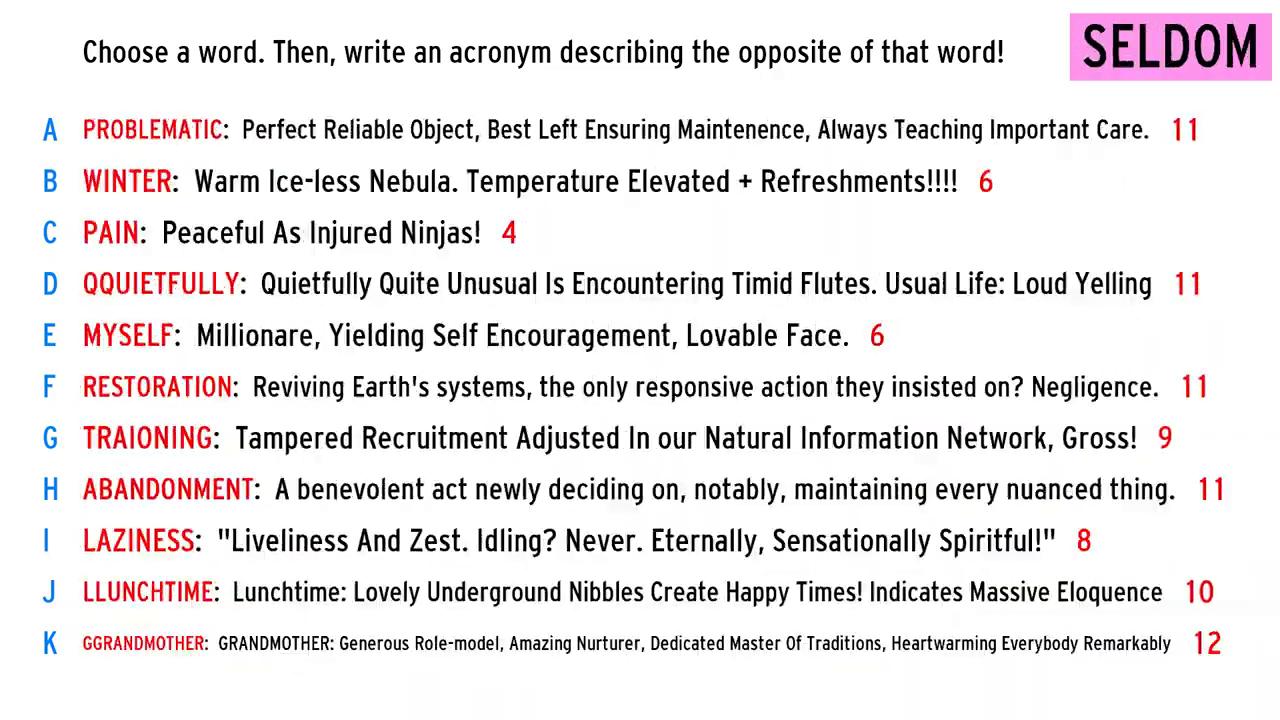 Choose a word. Then, write an acronym describing the opposite of that word!
SELDOM
A PROBLEMATIC: Perfect Reliable Object, Best Left Ensuring Maintenence, Always Teaching Important Care. 11
B WINTER: Warm Ice-less Nebula. Temperature Elevated + Refreshments!!!! 6
C PAIN: Peaceful As Injured Ninjas! 4
D QQUIETFULLY: Quietfully Quite Unusual Is Encountering Timid Flutes. Usual Life: Loud Yelling 11
E MYSELF: Millionare, Yielding Self Encouragement, Lovable Face. 6
F RESTORATION: Reviving Earth's systems, the only responsive action they insisted on? Negligence. 11
G TRAIONING: Tampered Recruitment Adjusted In our Natural Information Network, Gross! 9
H ABANDONMENT: A benevolent act newly deciding on, notably, maintaining every nuanced thing. 11
I LAZINESS: "Liveliness And Zest. Idling? Never. Eternally, Sensationally Spiritful!" 8
J LLUNCHTIME: Lunchtime: Lovely Underground Nibbles Create Happy Times! Indicates Massive Eloquence 10
K GGRANDMOTHER: GRANDMOTHER: Generous Role-model, Amazing Nurturer, Dedicated Master Of Traditions, Heartwarming Everybody Remarkably 12